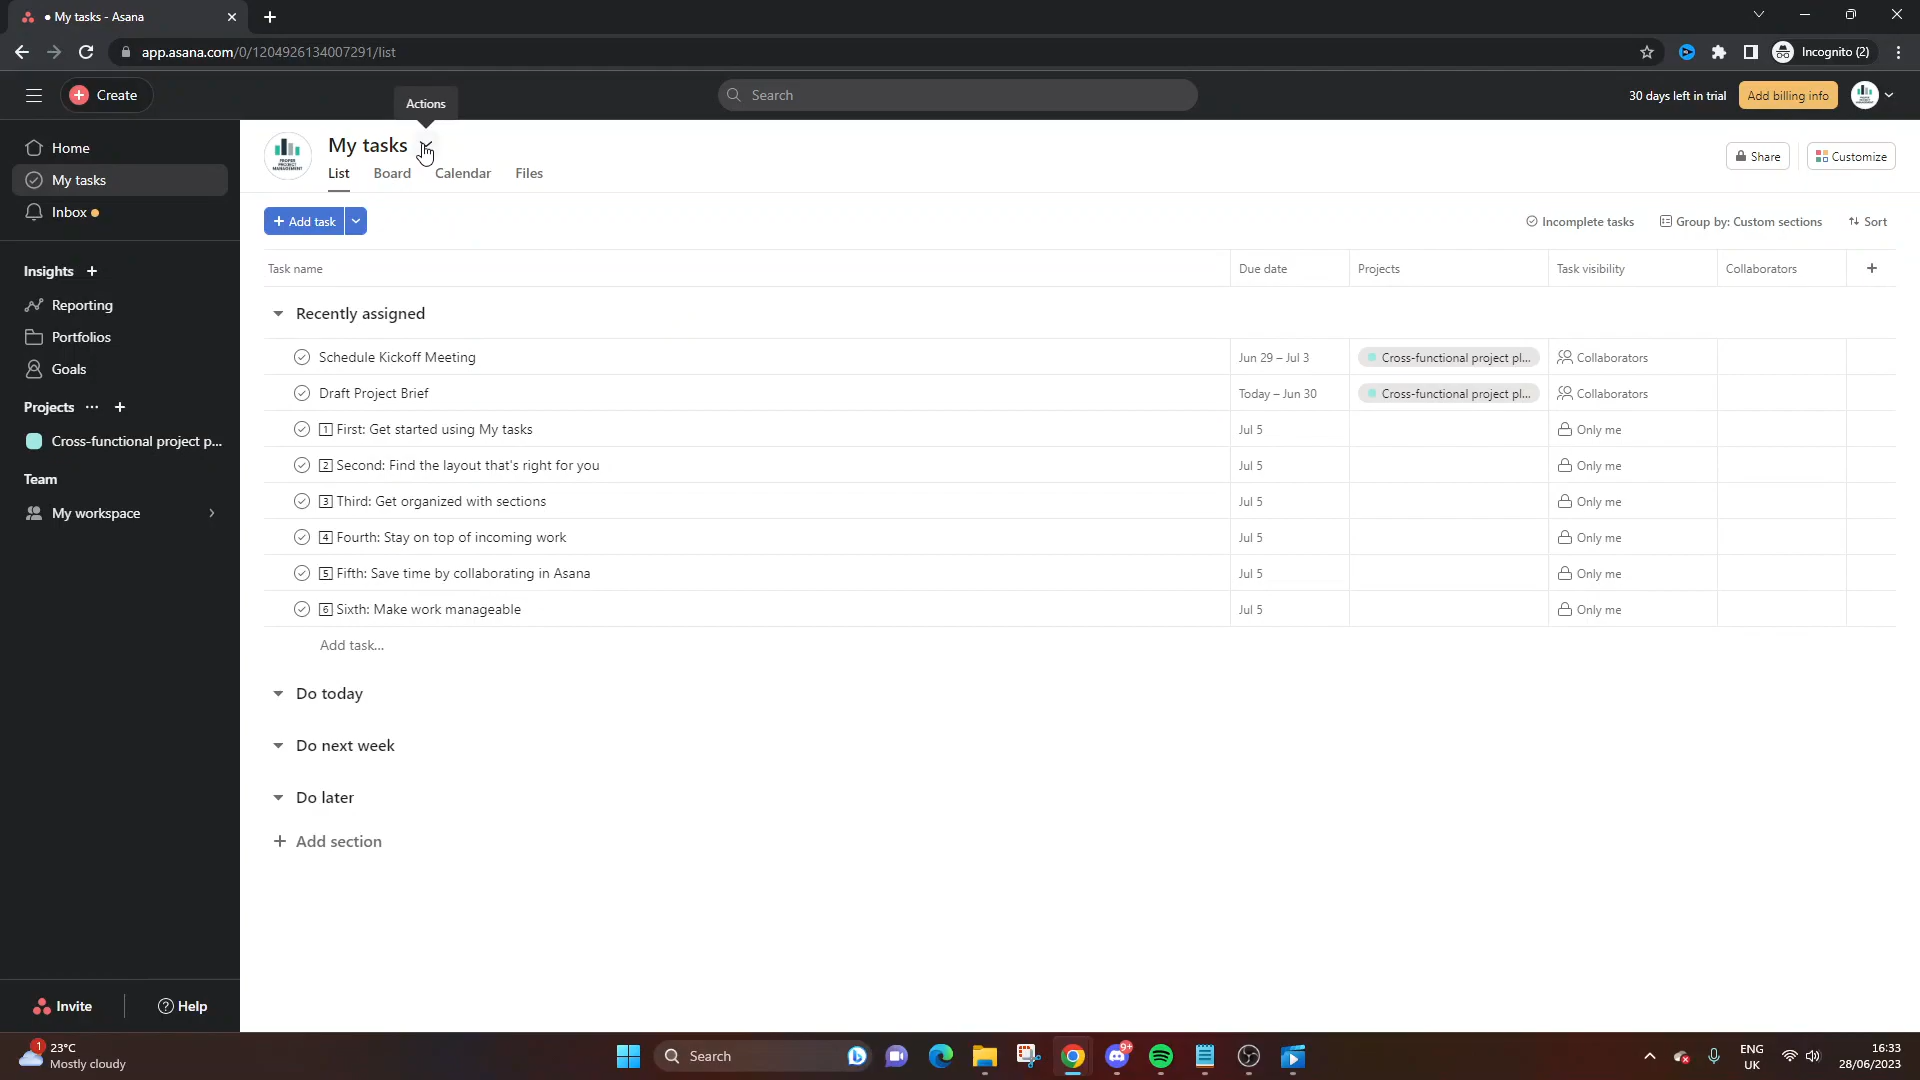 My tasks - Asana
app.asana.com/0/1204926134007291/list
Incognito (2)
Create
Actions
Search
30 days left in trial
Add billing info
Home
My tasks
Inbox
Insights
Reporting
Portfolios
Goals
Projects
Cross-functional project p...
Team
My workspace
Invite
Help
PROPER
PROJECT
MANAGEMENT
My tasks
List Board Calendar Files
Share
Customize
Add task
Incomplete tasks
Group by: Custom sections
Sort
Task name Due date Projects Task visibility Collaborators
Recently assigned
Schedule Kickoff Meeting Jun 29 – Jul 3 Cross-functional project pl... Collaborators
Draft Project Brief Today – Jun 30 Cross-functional project pl... Collaborators
1 First: Get started using My tasks Jul 5 Only me
2 Second: Find the layout that's right for you Jul 5 Only me
3 Third: Get organized with sections Jul 5 Only me
4 Fourth: Stay on top of incoming work Jul 5 Only me
5 Fifth: Save time by collaborating in Asana Jul 5 Only me
6 Sixth: Make work manageable Jul 5 Only me
Add task...
Do today
Do next week
Do later
Add section
1
23°C
Mostly cloudy
Search
9+
ENG
UK
16:33
28/06/2023